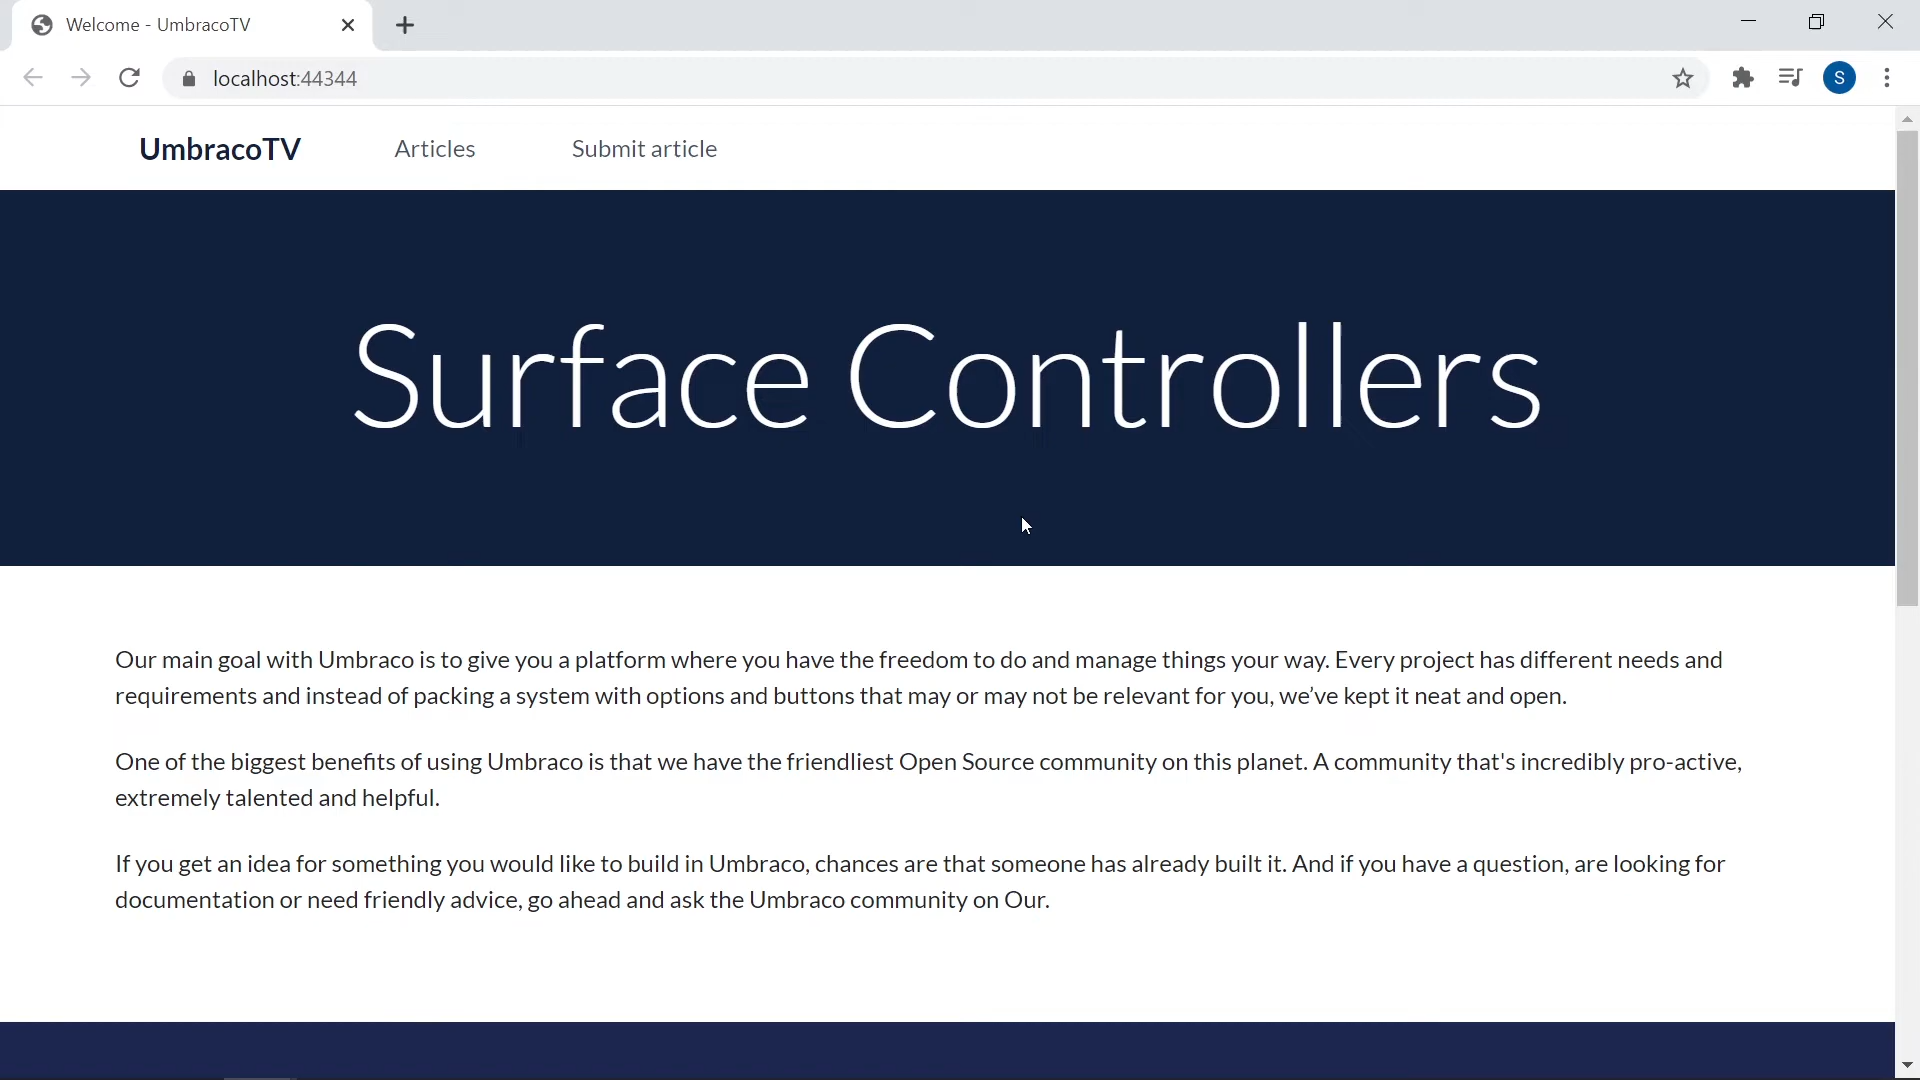 Welcome - UmbracoTV
localhost:44344
S
UmbracoTV Articles Submit article
Surface Controllers
Our main goal with Umbraco is to give you a platform where you have the freedom to do and manage things your way. Every project has different needs and
requirements and instead of packing a system with options and buttons that may or may not be relevant for you, we’ve kept it neat and open.
One of the biggest benefits of using Umbraco is that we have the friendliest Open Source community on this planet. A community that's incredibly pro-active,
extremely talented and helpful.
If you get an idea for something you would like to build in Umbraco, chances are that someone has already built it. And if you have a question, are looking for
documentation or need friendly advice, go ahead and ask the Umbraco community on Our.